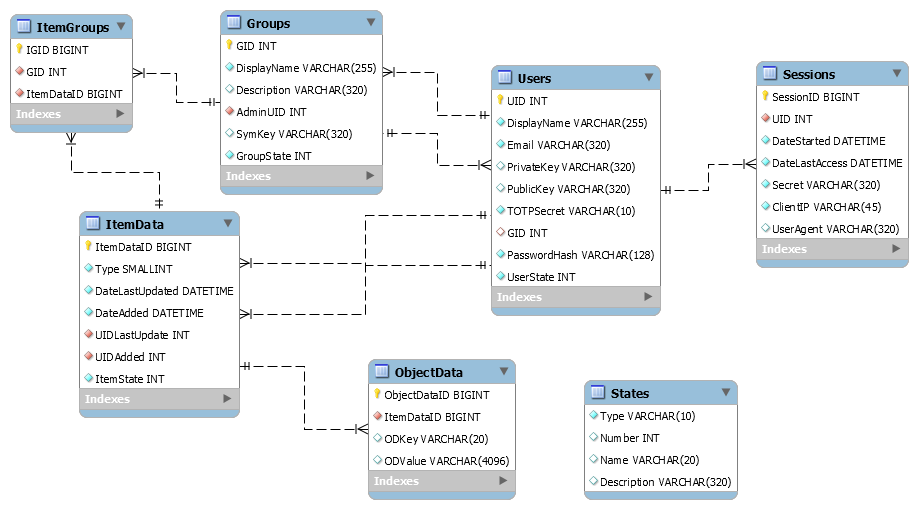 ItemGroups
IGID BIGINT
GID INT
ItemDataID BIGINT
Indexes
Groups
GID INT
DisplayName VARCHAR(255)
Description VARCHAR(320)
AdminUID INT
SymKey VARCHAR(320)
GroupState INT
Indexes
Users
UID INT
DisplayName VARCHAR(255)
Email VARCHAR(320)
PrivateKey VARCHAR(320)
PublicKey VARCHAR(320)
TOTPSecret VARCHAR(10)
GID INT
PasswordHash VARCHAR(128)
UserState INT
Indexes
Sessions
SessionID BIGINT
UID INT
DateStarted DATETIME
DateLastAccess DATETIME
Secret VARCHAR(320)
ClientIP VARCHAR(45)
UserAgent VARCHAR(320)
Indexes
ItemData
ItemDataID BIGINT
Type SMALLINT
DateLastUpdated DATETIME
DateAdded DATETIME
UIDLastUpdate INT
UIDAdded INT
ItemState INT
Indexes
ObjectData
ObjectDataID BIGINT
ItemDataID BIGINT
ODKey VARCHAR(20)
ODValue VARCHAR(4096)
Indexes
States
Type VARCHAR(10)
Number INT
Name VARCHAR(20)
Description VARCHAR(320)